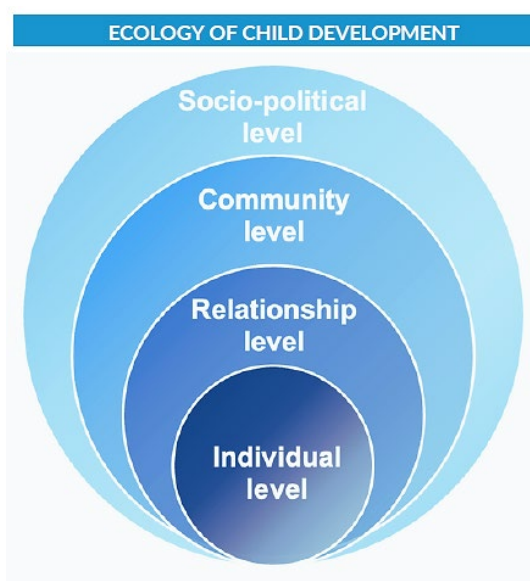 ECOLOGY OF CHILD DEVELOPMENT
Socio-political
level
Community
level
Relationship
level
Individual
level